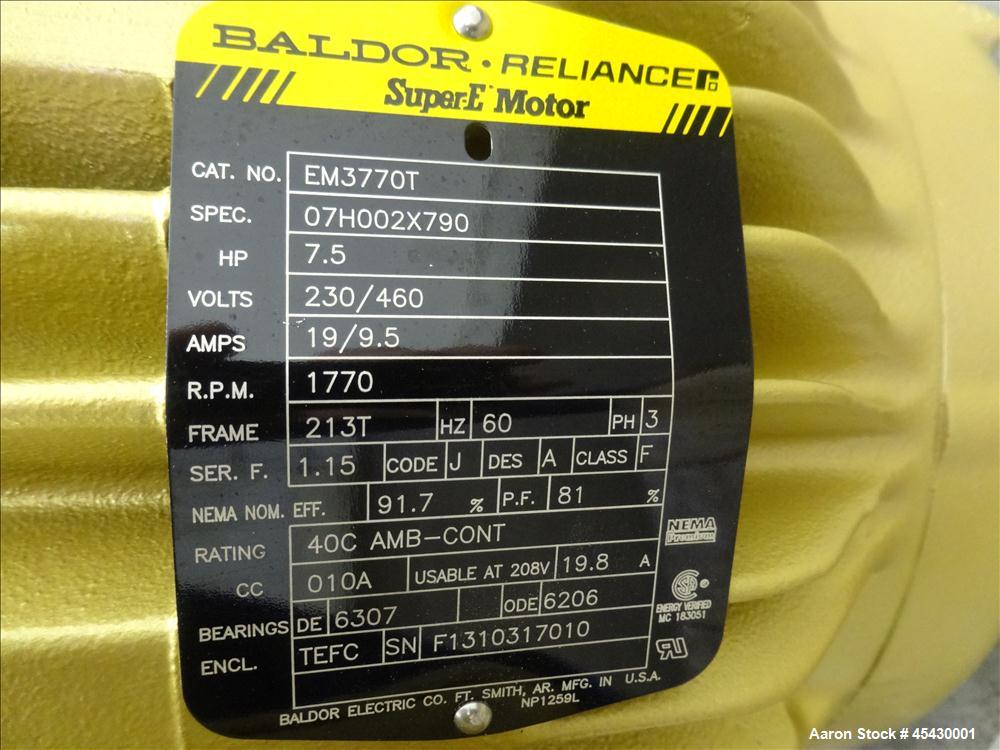 BALDOR • RELIANCE
Super-E Motor
CAT. NO. EM3770T
SPEC. 07H002X790
HP 7.5
VOLTS 230/460
AMPS 19/9.5
R.P.M. 1770
FRAME 213T HZ 60 PH 3
SER. F. 1.15 CODE J DES A CLASS F
NEMA NOM. EFF. 91.7 % P.F. 81 %
RATING 40C AMB-CONT
NEMA
Premium
CC 010A USABLE AT 208V 19.8 A
ENERGY VERIFIED
MC 183051
BEARINGS DE 6307 ODE 6206
ENCL. TEFC SN F1310317010
BALDOR ELECTRIC CO. FT. SMITH, AR. MFG. IN U.S.A.
NP1259L
Aaron Stock # 45430001